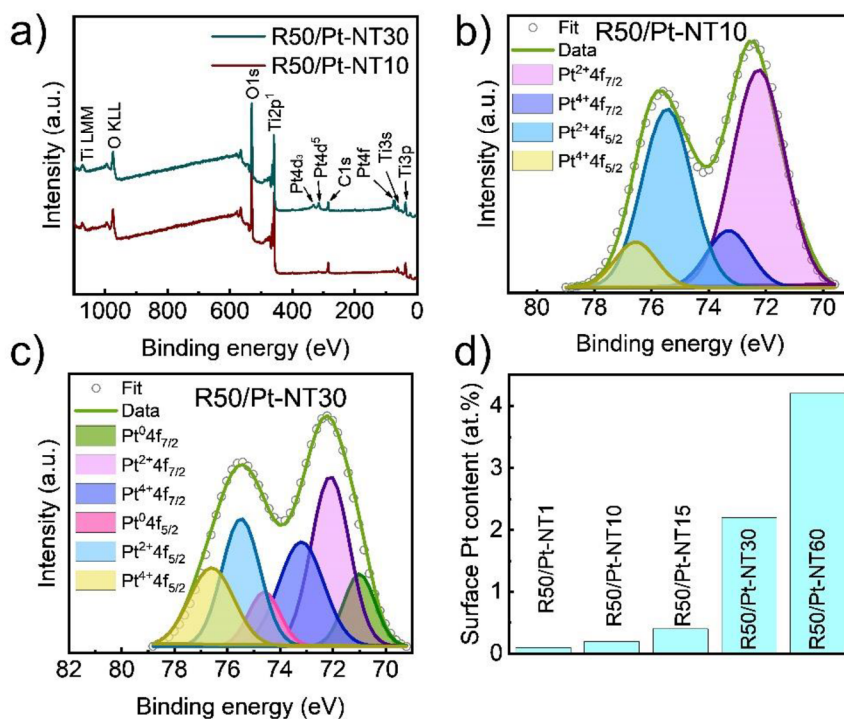 a)
R50/Pt-NT30
R50/Pt-NT10
Intensity (a.u.)
Ti LMM
O KLL
O1s
Ti2p¹
Pt4d₃
Pt4d⁵
C1s
Pt4f
Ti3s
Ti3p
1000 800 600 400 200 0
Binding energy (eV)
b)
R50/Pt-NT10
Fit
Data
Pt²⁺4f₇/₂
Pt⁴⁺4f₇/₂
Pt²⁺4f₅/₂
Pt⁴⁺4f₅/₂
Intensity (a.u.)
80 78 76 74 72 70
Binding energy (eV)
c)
R50/Pt-NT30
Fit
Data
Pt⁰4f₇/₂
Pt²⁺4f₇/₂
Pt⁴⁺4f₇/₂
Pt⁰4f₅/₂
Pt²⁺4f₅/₂
Pt⁴⁺4f₅/₂
Intensity (a.u.)
82 80 78 76 74 72 70
Binding energy (eV)
d)
Surface Pt content (at.%)
4
3
2
1
0
R50/Pt-NT1
R50/Pt-NT10
R50/Pt-NT15
R50/Pt-NT30
R50/Pt-NT60